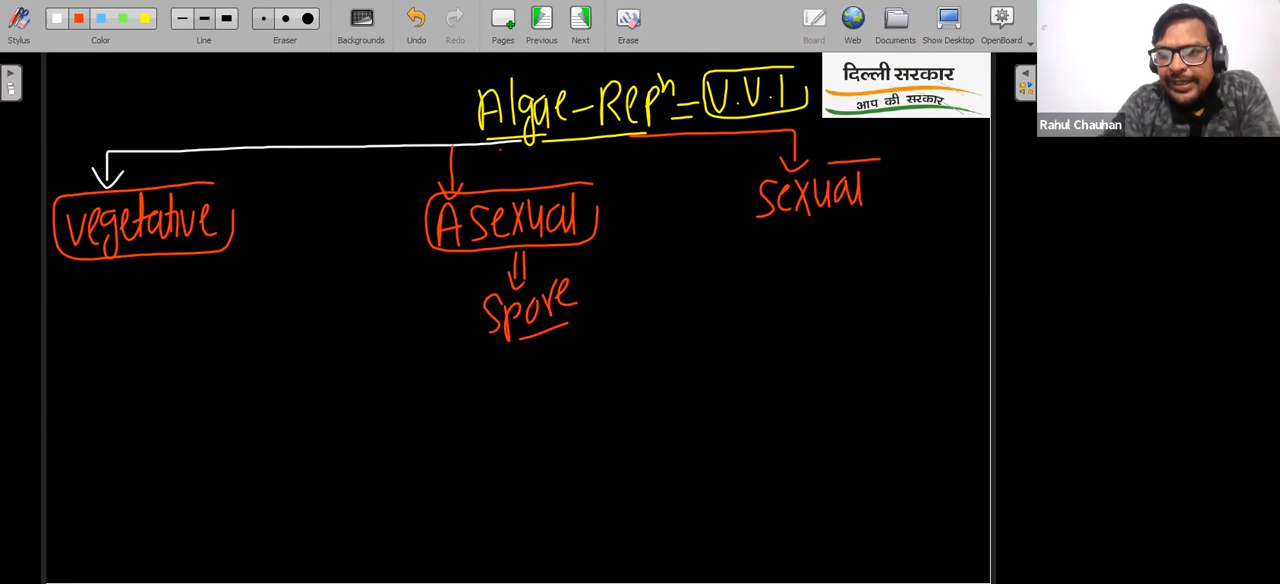 Stylus
Color
Line
Eraser
Backgrounds
Undo
Redo
Pages
Previous
Next
Erase
Board
Web
Documents
Show Desktop
OpenBoard
Algae - Repⁿ = V.V.I
दिल्ली सरकार
आप की सरकार
Rahul Chauhan
vegetative
Asexual
sexual
spore